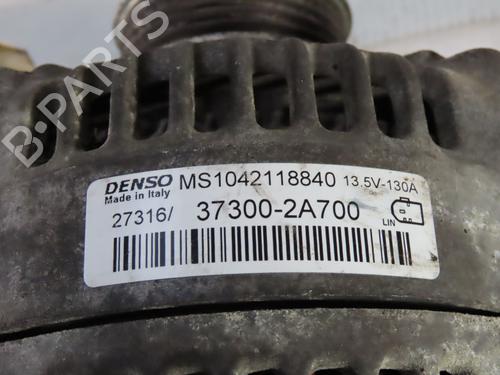 B-PARTS
DENSO MS1042118840 13.5V-130A
Made in Italy
27316/ 37300-2A700
LIN